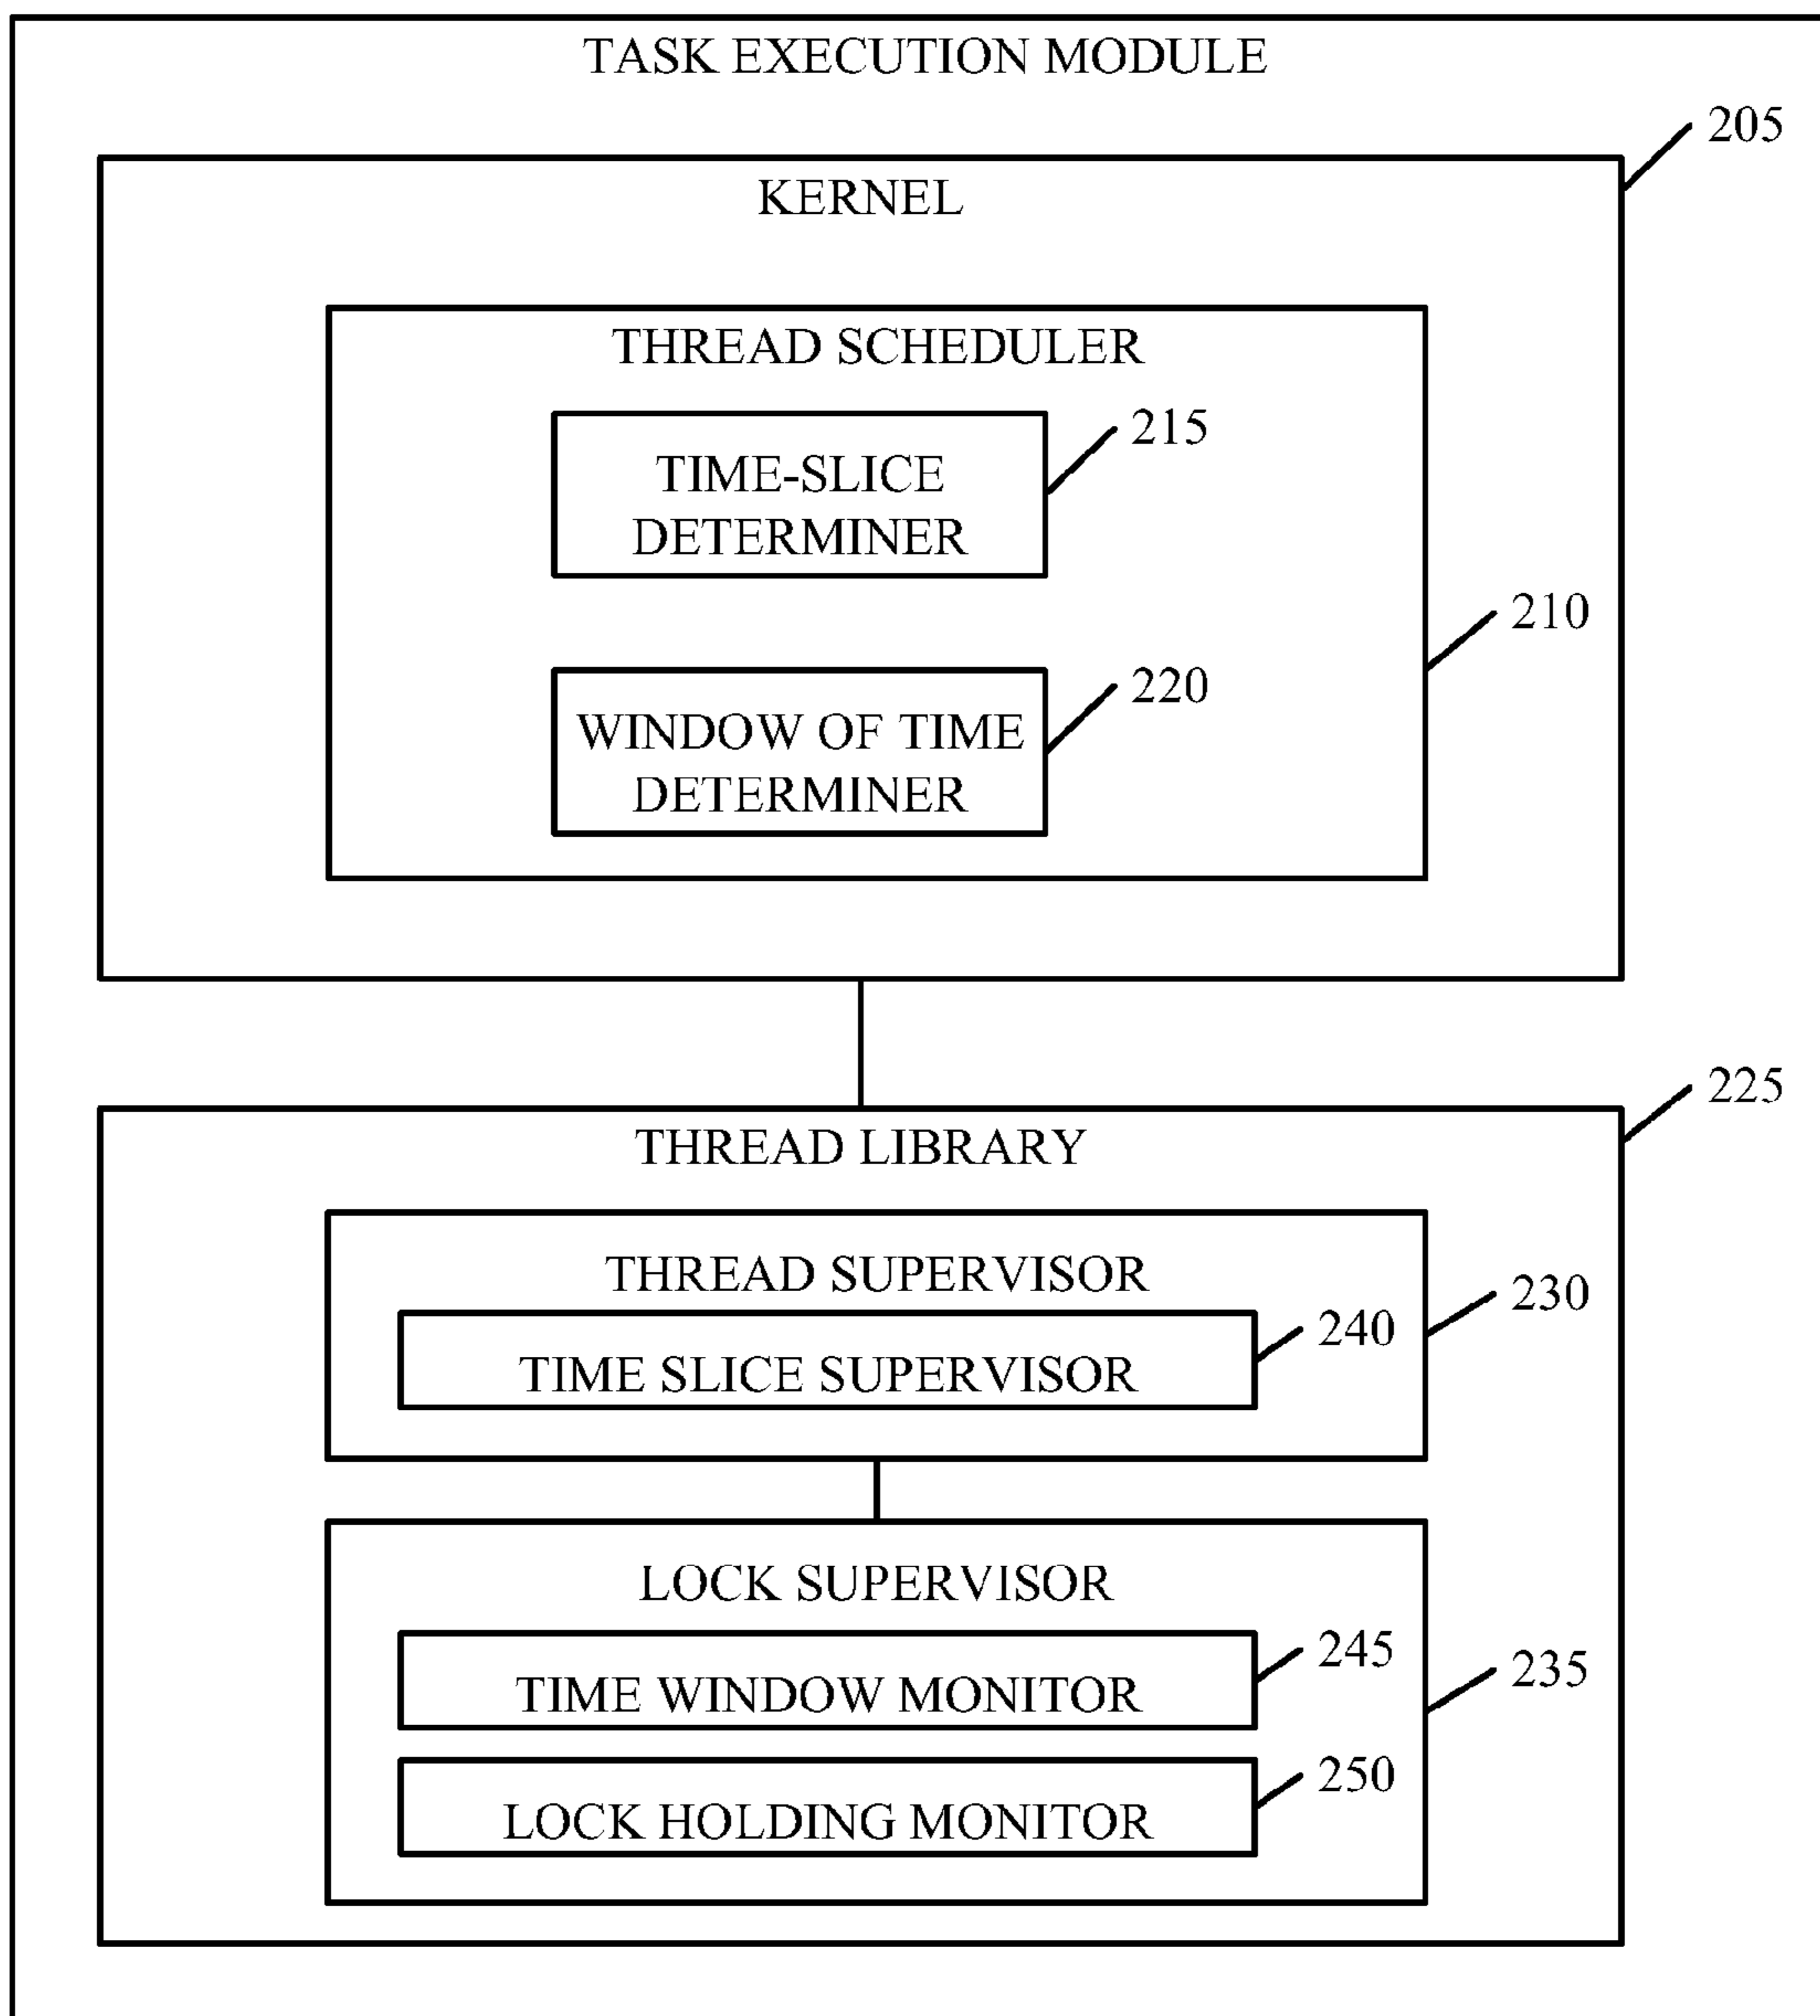 TASK EXECUTION MODULE
205
KERNEL
THREAD SCHEDULER
215
TIME-SLICE
DETERMINER
210
220
WINDOW OF TIME
DETERMINER
225
THREAD LIBRARY
THREAD SUPERVISOR
230
240
TIME SLICE SUPERVISOR
LOCK SUPERVISOR
245
235
TIME WINDOW MONITOR
250
LOCK HOLDING MONITOR